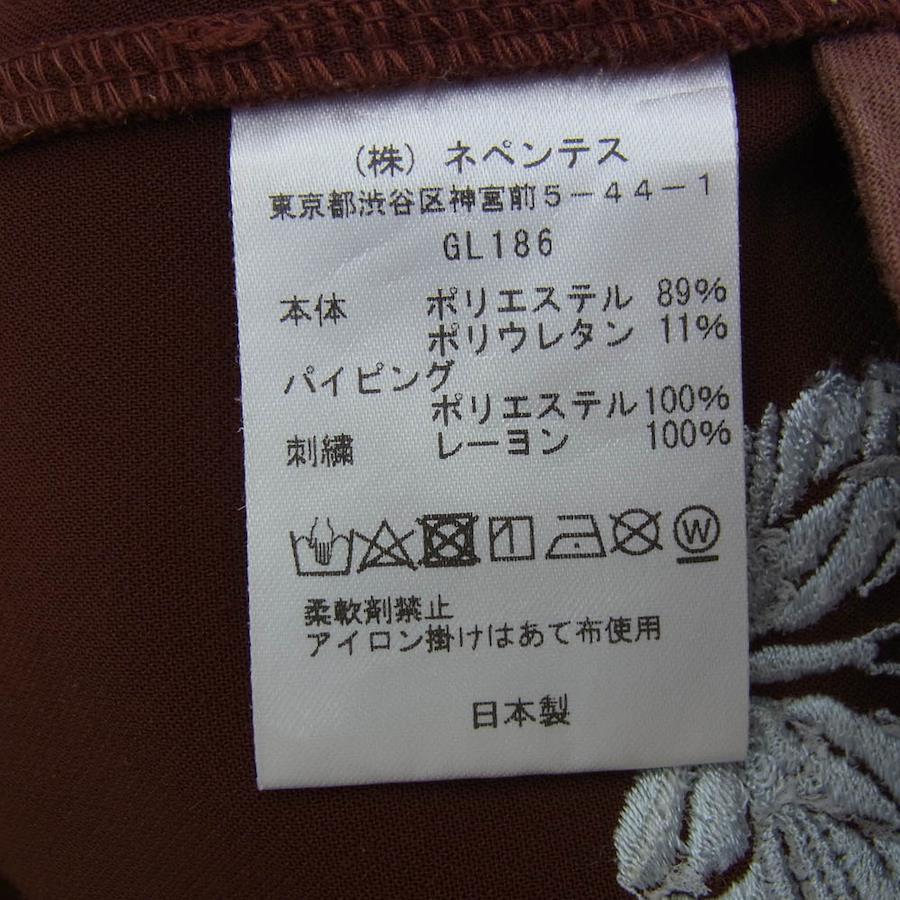 (株) ネペンテス
東京都渋谷区神宮前5-44-1
GL186
本体 ポリエステル 89%
ポリウレタン 11%
パイピング
ポリエステル100%
刺繍 レーヨン 100%
W
柔軟剤禁止
アイロン掛けはあて布使用
日本製